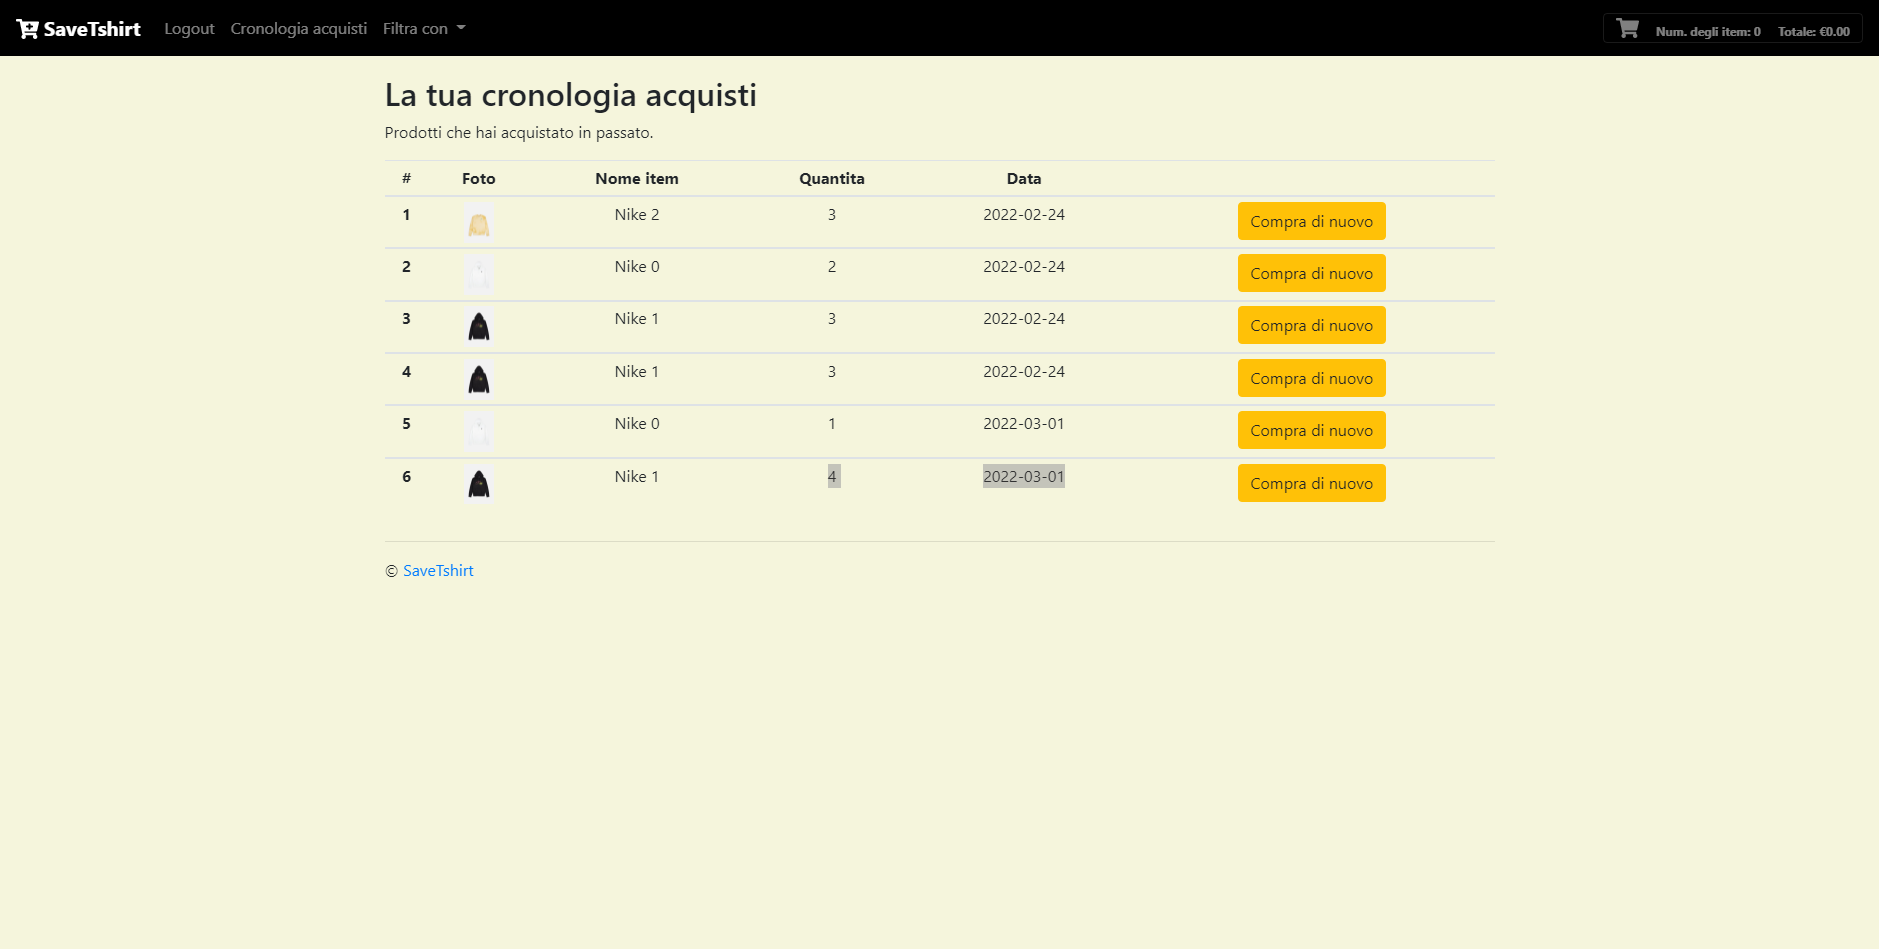 SaveTshirt Logout Cronologia acquisti Filtra con Num. degli item: 0 Totale: €0.00
La tua cronologia acquisti
Prodotti che hai acquistato in passato.
# Foto Nome item Quantita Data
1 Nike 2 3 2022-02-24 Compra di nuovo
2 Nike 0 2 2022-02-24 Compra di nuovo
3 Nike 1 3 2022-02-24 Compra di nuovo
4 Nike 1 3 2022-02-24 Compra di nuovo
5 Nike 0 1 2022-03-01 Compra di nuovo
6 Nike 1 4 2022-03-01 Compra di nuovo
© SaveTshirt